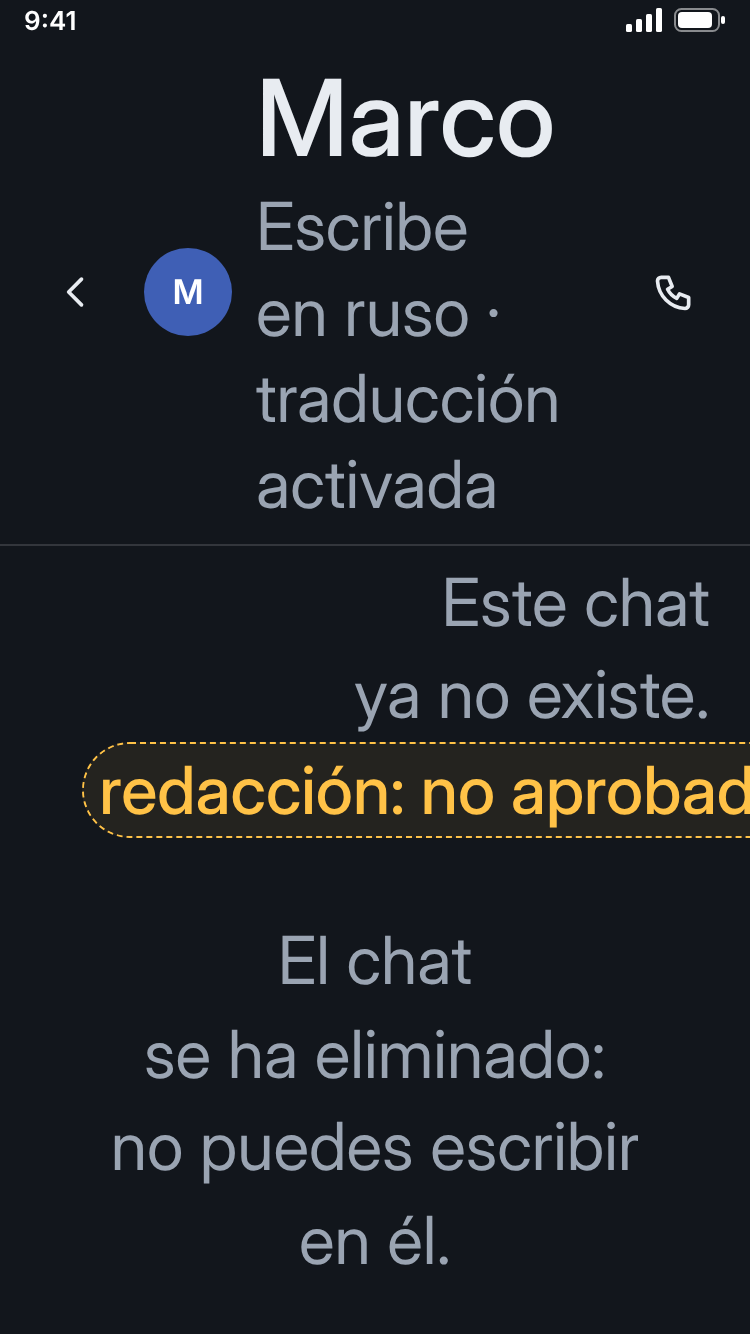 9:41
Marco
M
Escribe
en ruso ·
traducción
activada
Este chat
ya no existe.
redacción: no aprobad
El chat
se ha eliminado:
no puedes escribir
en él.